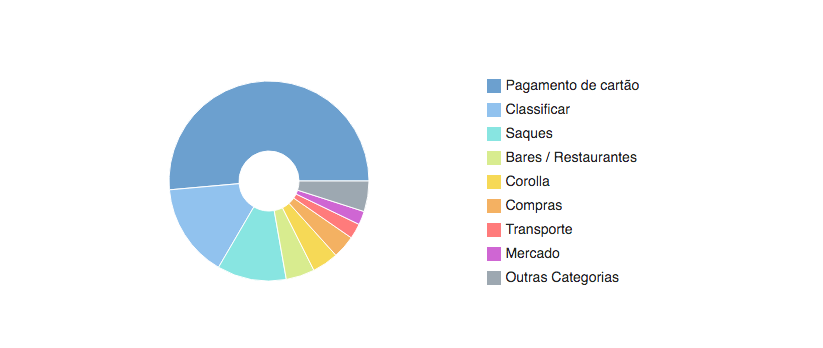 Pagamento de cartão
Classificar
Saques
Bares / Restaurantes
Corolla
Compras
Transporte
Mercado
Outras Categorias